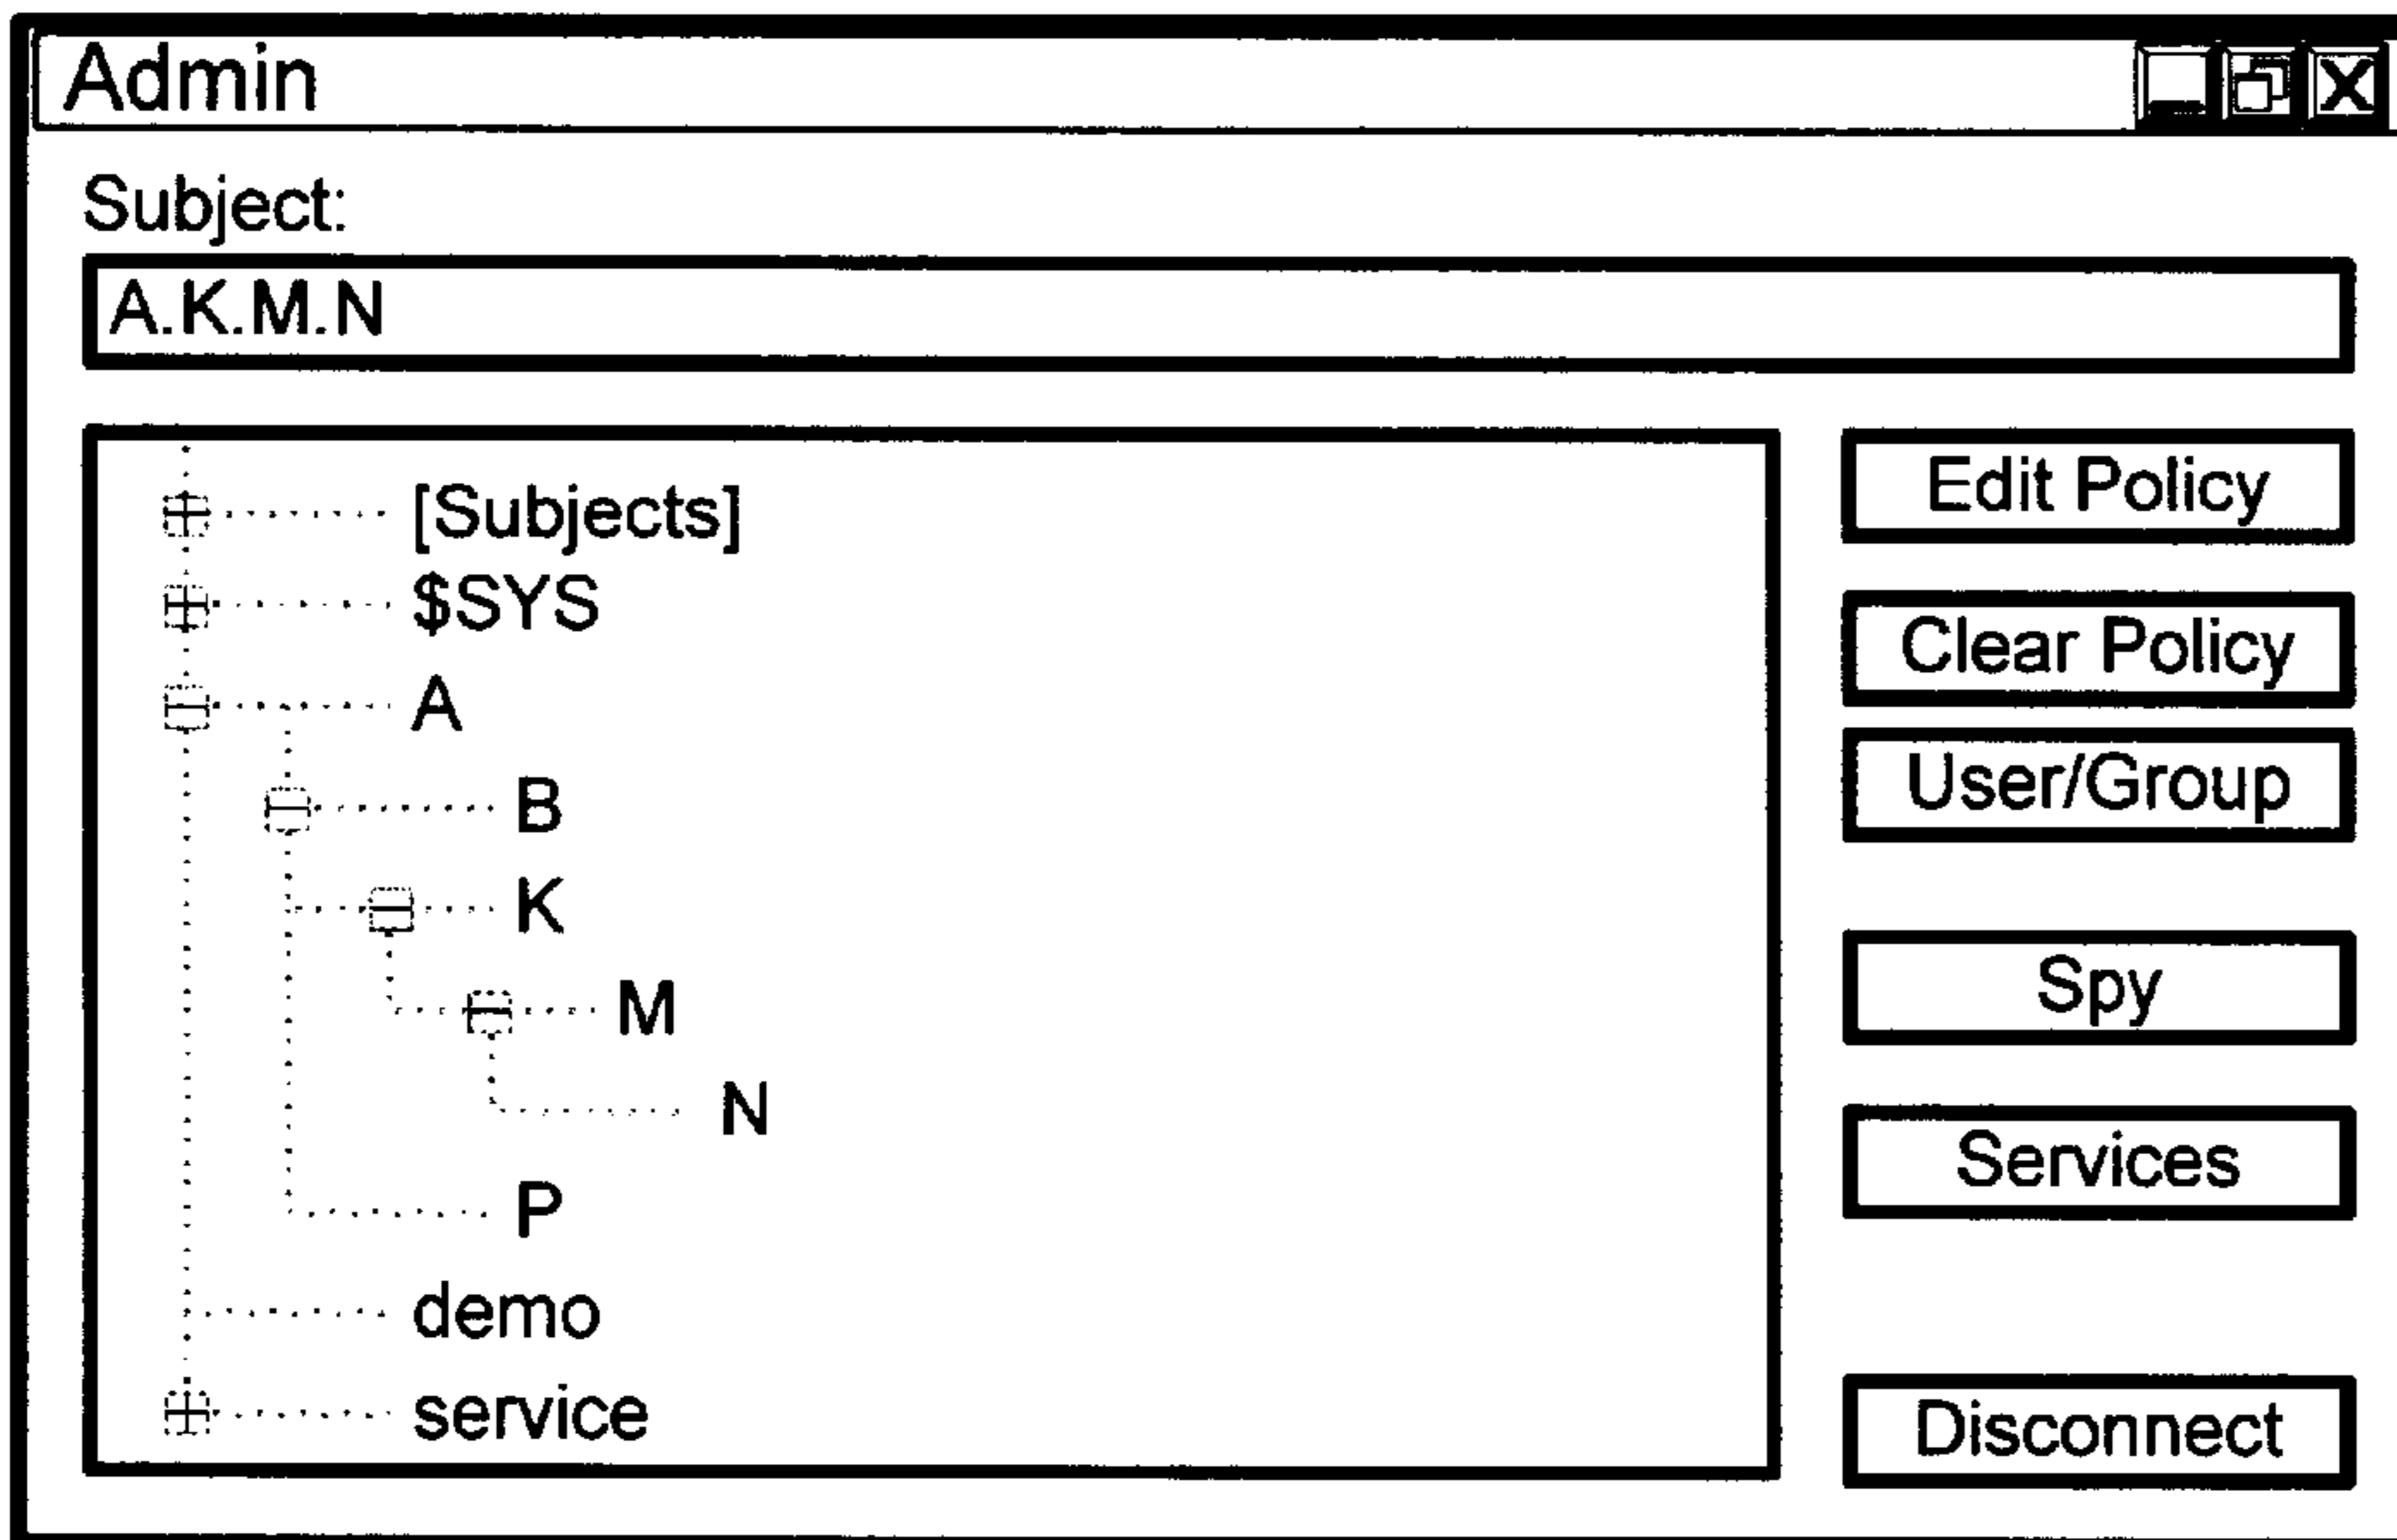 Admin
Subject:
A.K.M.N
[Subjects]
$SYS
A
B
K
M
N
P
demo
service
Edit Policy
Clear Policy
User/Group
Spy
Services
Disconnect